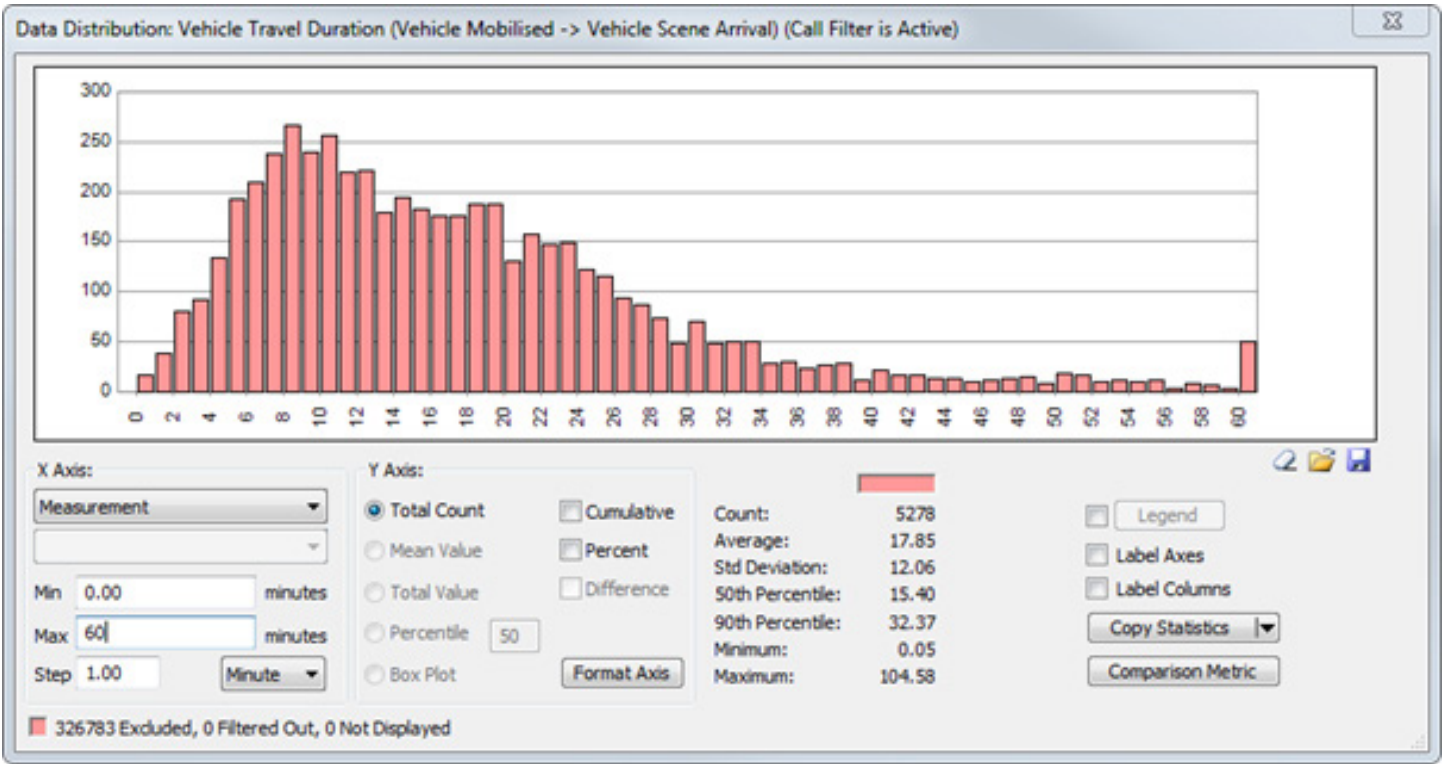 Data Distribution: Vehicle Travel Duration (Vehicle Mobilised -> Vehicle Scene Arrival) (Call Filter is Active)
300
250
200
150
100
50
0
0 2 4 6 8 10 12 14 16 18 20 22 24 26 28 30 32 34 36 38 40 42 44 46 48 50 52 54 56 58 60
X Axis:
Measurement
Min 0.00 minutes
Max 60 minutes
Step 1.00 Minute
Y Axis:
Total Count
Mean Value
Total Value
Percentile 50
Box Plot
Cumulative
Percent
Difference
Format Axis
Count: 5278
Average: 17.85
Std Deviation: 12.06
50th Percentile: 15.40
90th Percentile: 32.37
Minimum: 0.05
Maximum: 104.58
Legend
Label Axes
Label Columns
Copy Statistics
Comparison Metric
326783 Excluded, 0 Filtered Out, 0 Not Displayed